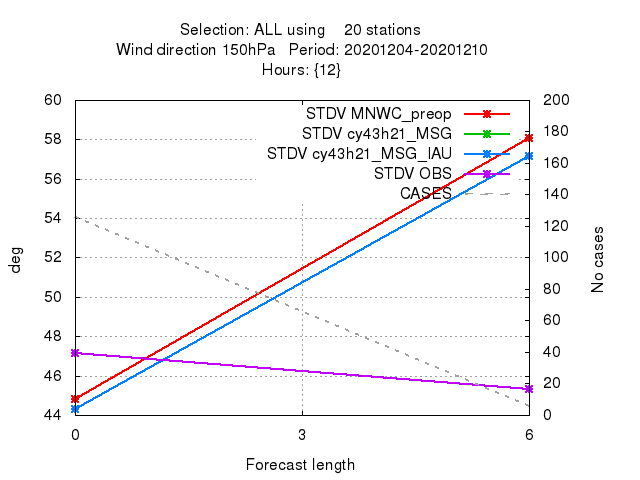 Selection: ALL using    20 stations
Wind direction 150hPa   Period: 20201204-20201210
Hours: {12}
STDV MNWC_preop
STDV cy43h21_MSG
STDV cy43h21_MSG_IAU
STDV OBS
CASES
60
58
56
54
52
50
48
46
44
deg
200
180
160
140
120
100
80
60
40
20
0
No cases
0
3
6
Forecast length